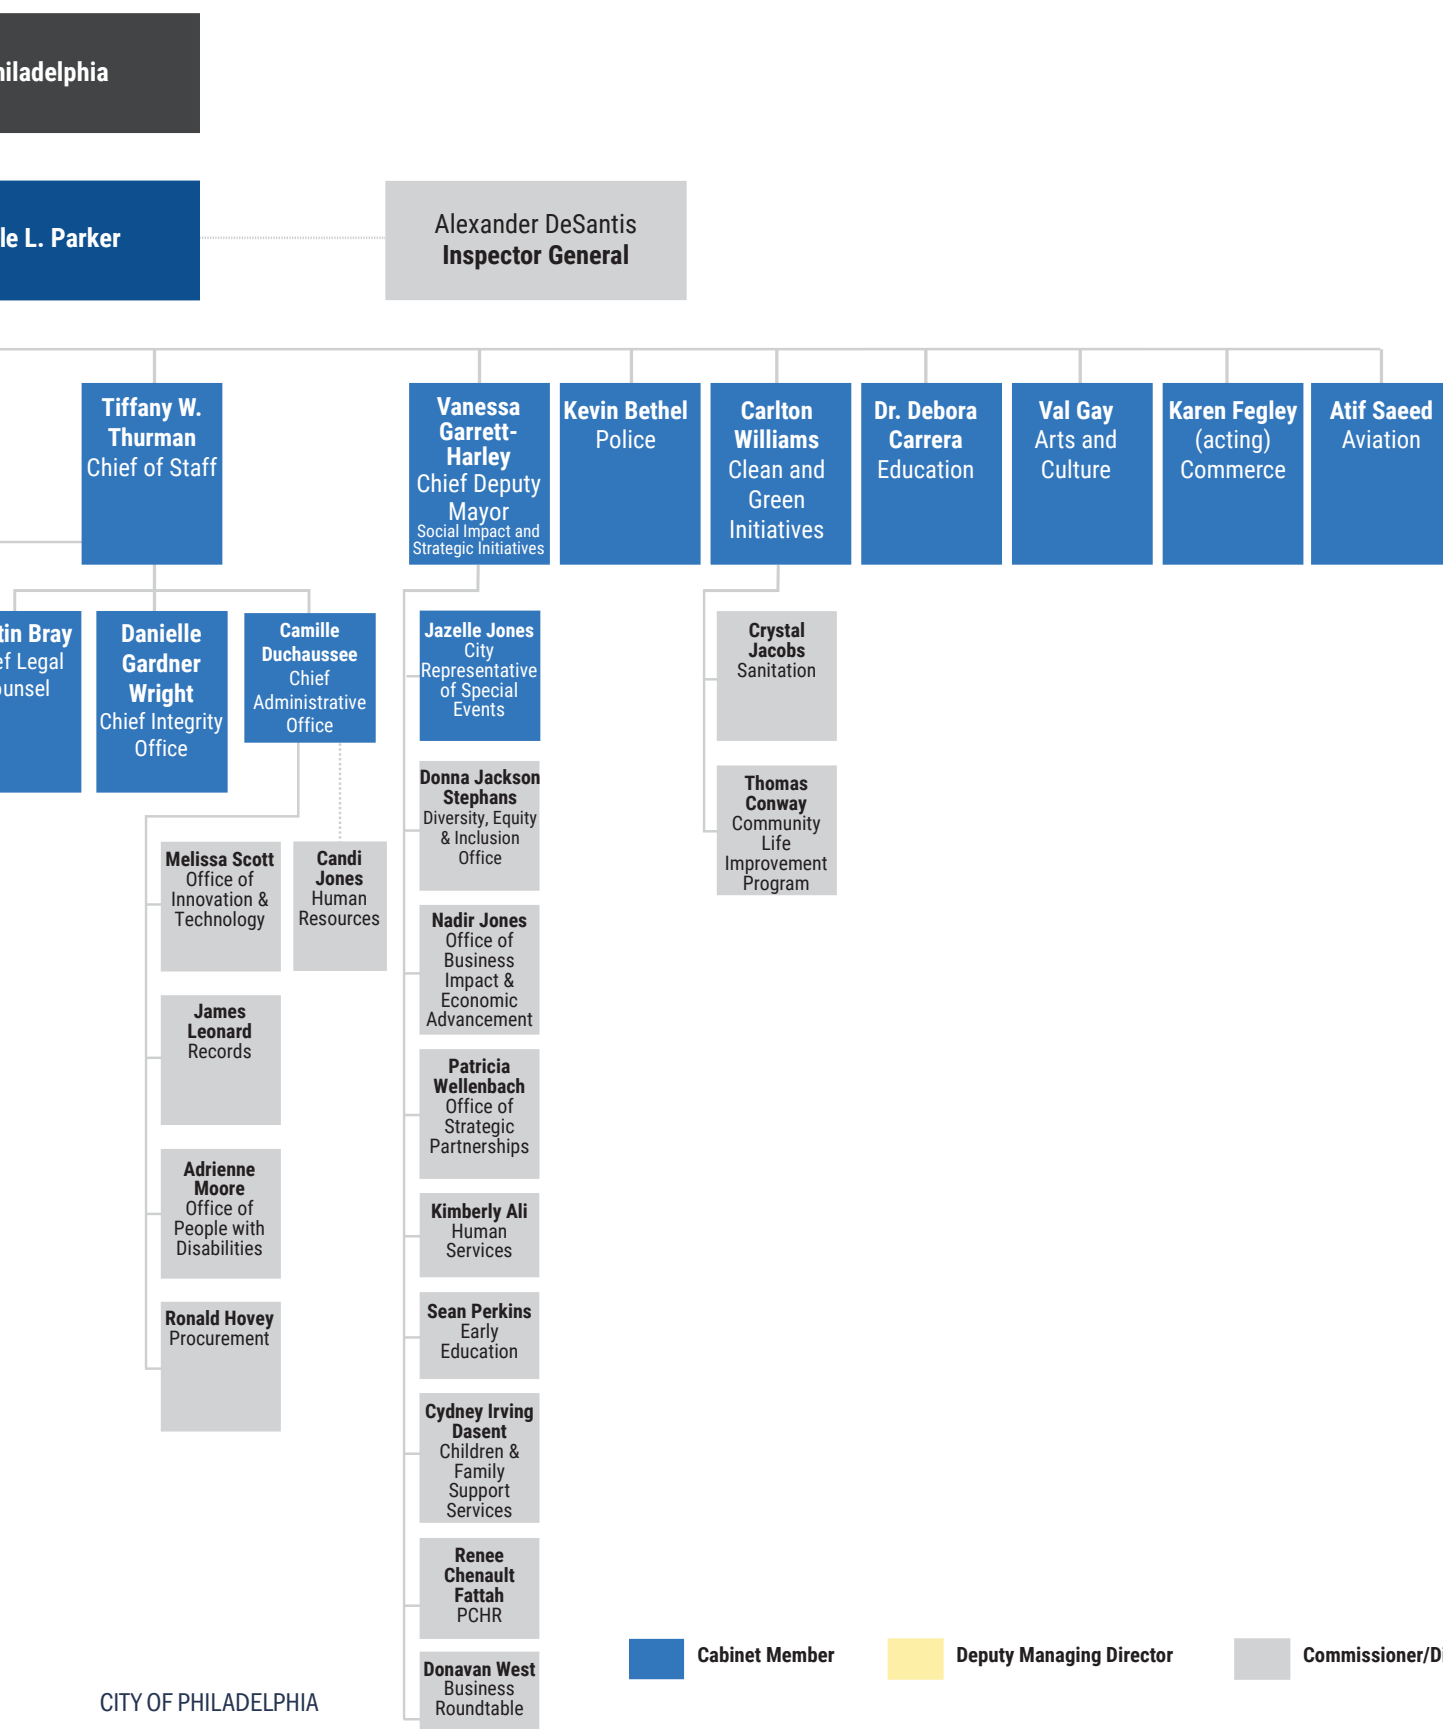 le L. Parker
Alexander DeSantis
Inspector General
Tiffany W.
Thurman
Chief of Staff
Vanessa
Garrett-
Harley
Chief Deputy
Mayor
Social Impact and
Strategic Initiatives
Kevin Bethel
Police
Carlton
Williams
Clean and
Green
Initiatives
Dr. Debora
Carrera
Education
Val Gay
Arts and
Culture
Karen Fegley
(acting)
Commerce
Atif Saeed
Aviation
Bray
Legal
Danielle
Gardner
Wright
Chief Integrity
Office
Camille
Duchaussee
Chief
Administrative
Office
Melissa Scott
Office of
Innovation &
Technology
Candi
Jones
Human
Resources
James
Leonard
Records
Adrienne
Moore
Office of
People with
Disabilities
Ronald Hovey
Procurement
Jazelle Jones
City
Representative
of Special
Events
Donna Jackson
Stephans
Diversity, Equity
& Inclusion
Office
Nadir Jones
Office of
Business
Impact &
Economic
Advancement
Patricia
Wellenbach
Office of
Strategic
Partnerships
Kimberly Ali
Human
Services
Sean Perkins
Early
Education
Cydney Irving
Dasent
Children &
Family
Support
Services
Renee
Chenault
Fattah
PCHR
Donavan West
Business
Roundtable
Crystal
Jacobs
Sanitation
Thomas
Conway
Community
Life
Improvement
Program
Cabinet Member
Deputy Managing Director
Commissioner/
CITY OF PHILADELPHIA